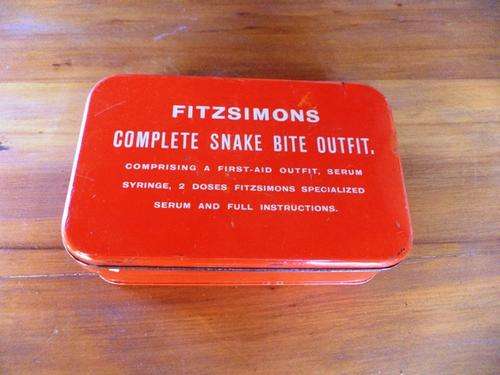 FITZSIMONS
COMPLETE SNAKE BITE OUTFIT.
COMPRISING A FIRST-AID OUTFIT, SERUM
SYRINGE, 2 DOSES FITZSIMONS SPECIALIZED
SERUM AND FULL INSTRUCTIONS.